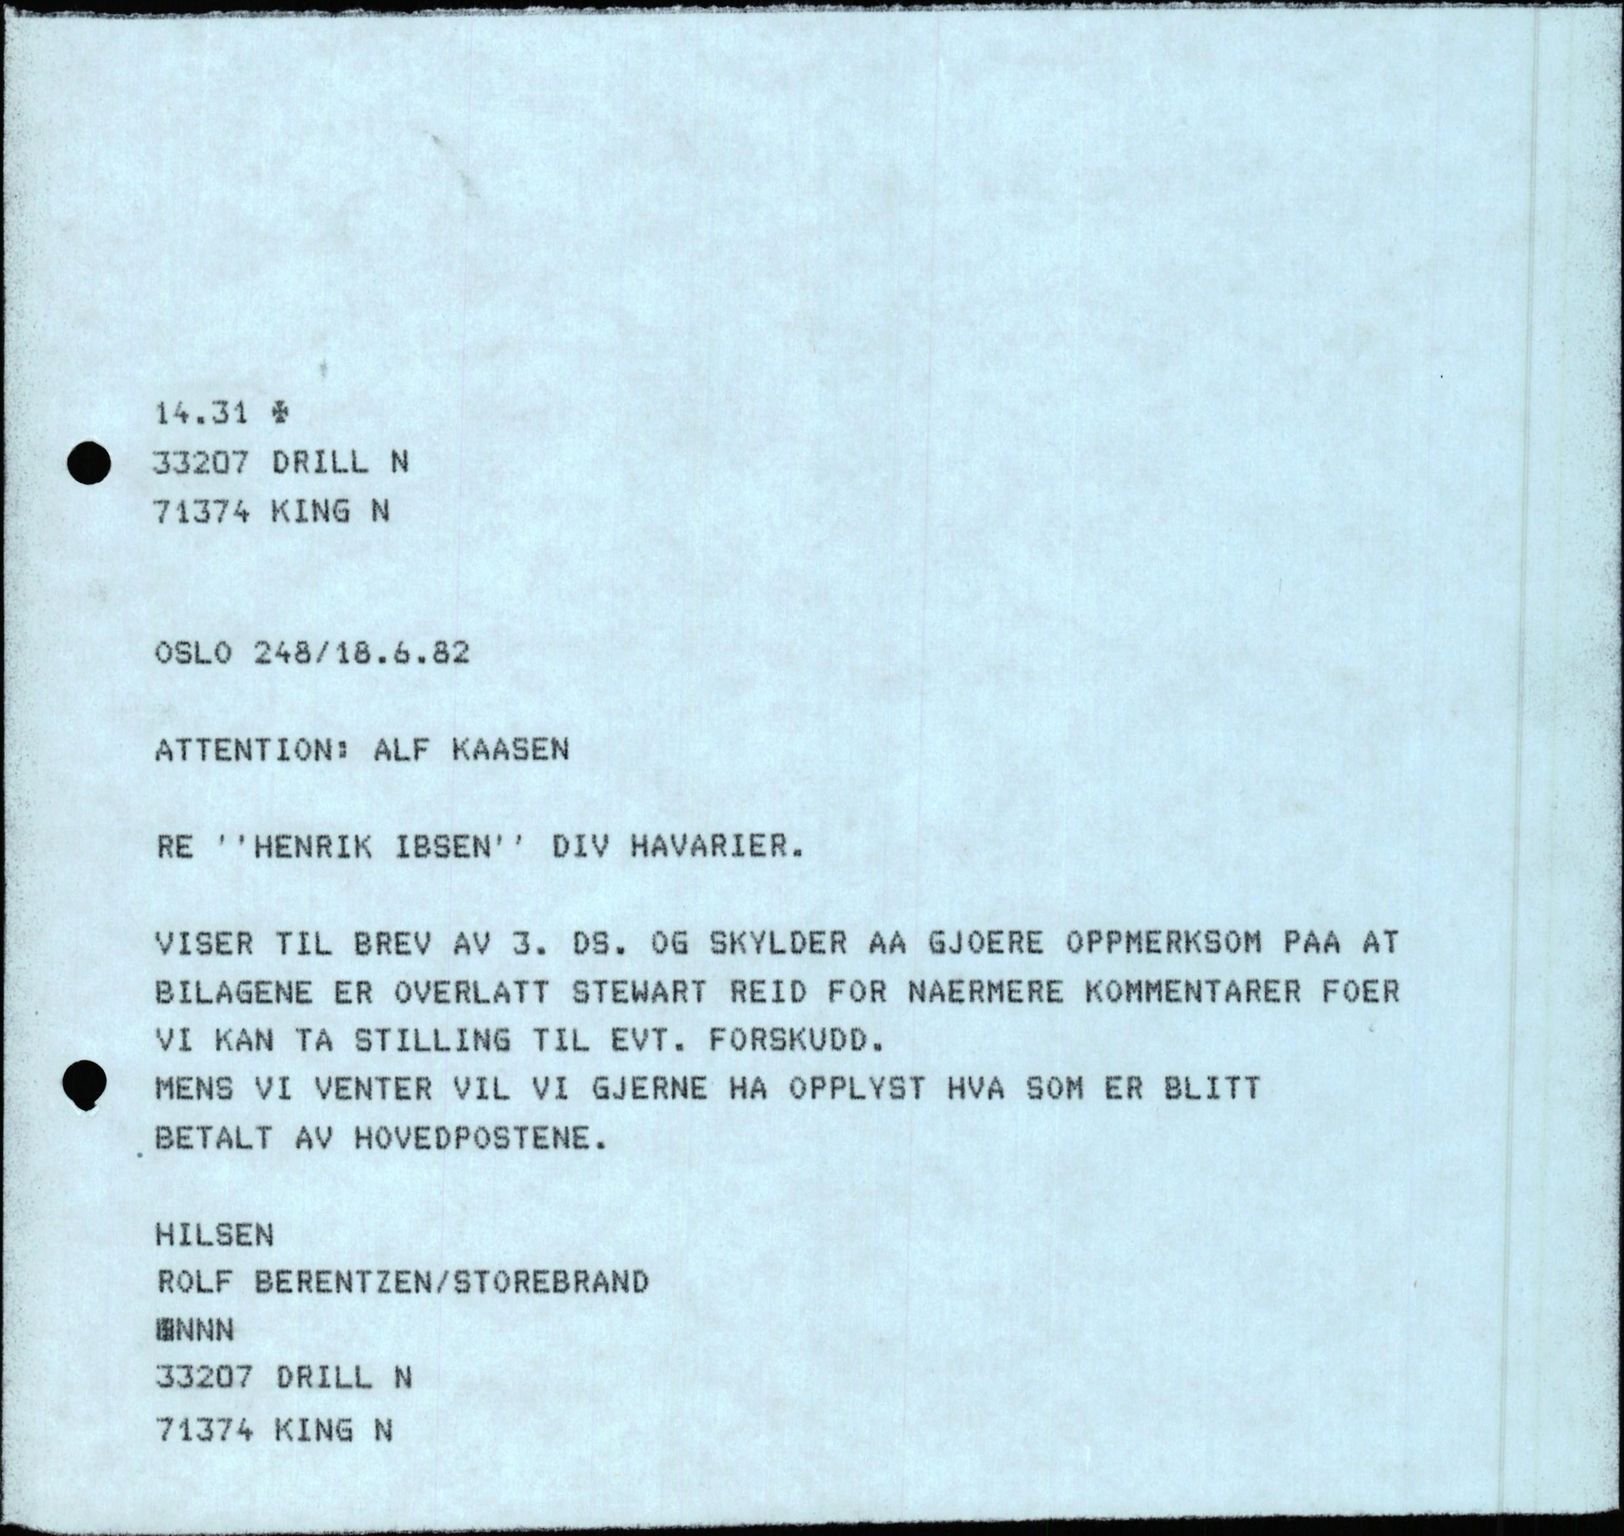 14.31 ✠
33207 DRILL N
71374 KING N
OSLO 248/18.6.82
ATTENTION: ALF KAASEN
RE ''HENRIK IBSEN'' DIV HAVARIER.
VISER TIL BREV AV 3. DS. OG SKYLDER AA GJOERE OPPMERKSOM PAA AT
BILAGENE ER OVERLATT STEWART REID FOR NAERMERE KOMMENTARER FOER
VI KAN TA STILLING TIL EVT. FORSKUDD.
MENS VI VENTER VIL VI GJERNE HA OPPLYST HVA SOM ER BLITT
BETALT AV HOVEDPOSTENE.
HILSEN
ROLF BERENTZEN/STOREBRAND
NNN
33207 DRILL N
71374 KING N